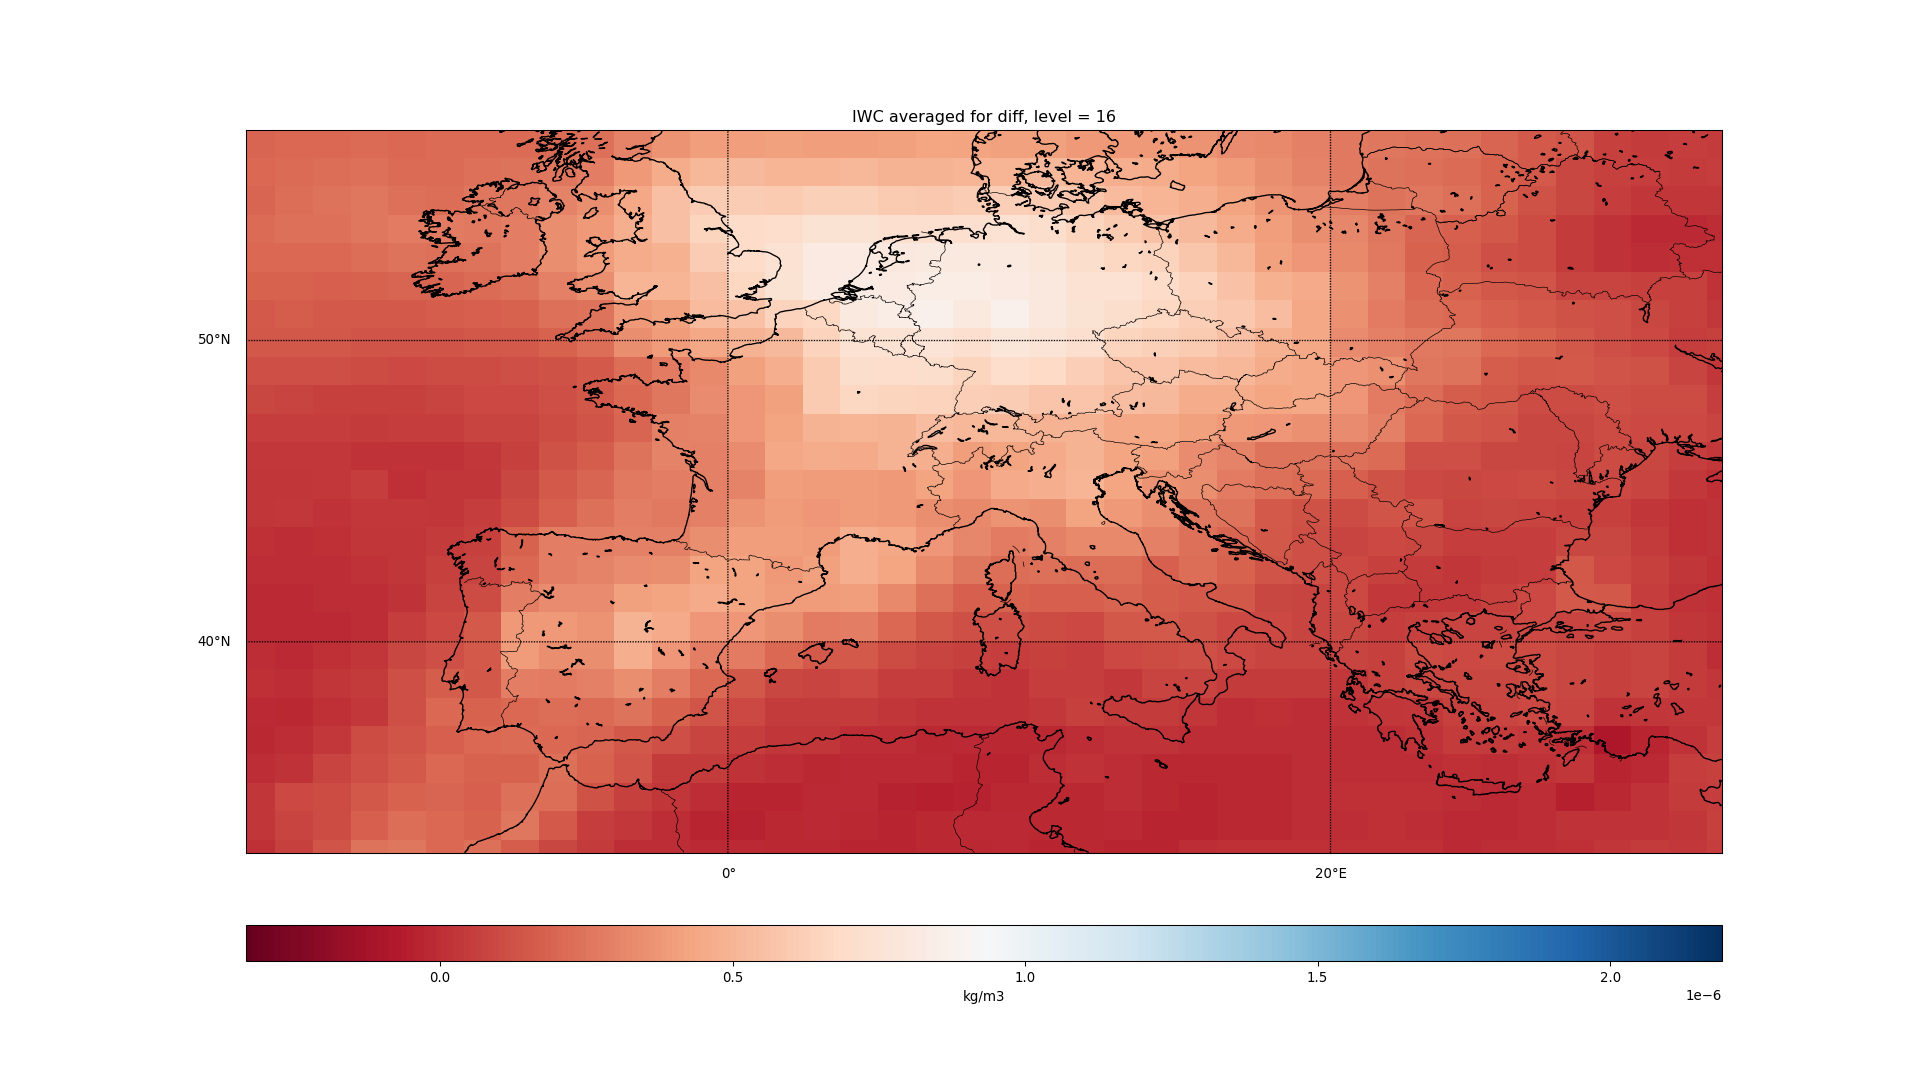 IWC averaged for diff, level = 16
50°N
40°N
0°
20°E
0.0
0.5
1.0
1.5
2.0
kg/m3
1e−6